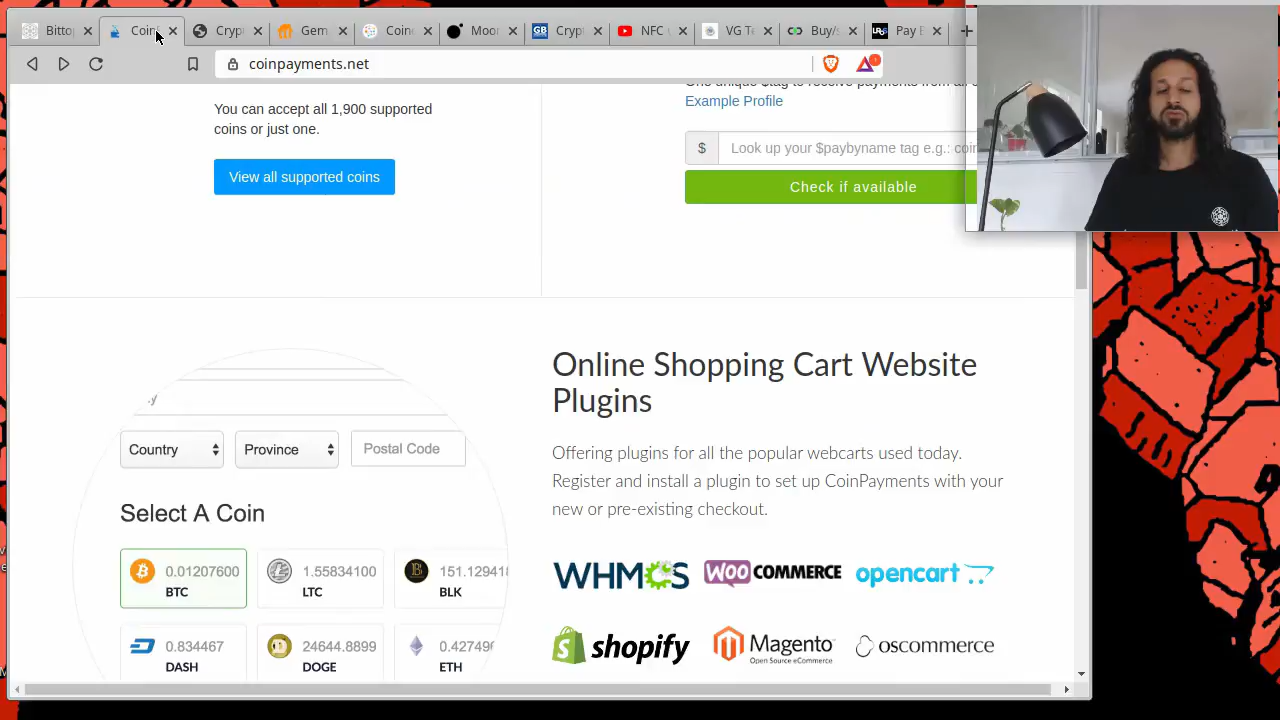 Bitto
Coin
Cryp
Gem
Coin
Moo
GB
Crypt
NFC
VG Te
Buy/s
Pay B
coinpayments.net
You can accept all 1,900 supported
coins or just one.
View all supported coins
Example Profile
$
Look up your $paybyname tag e.g.: coin
Check if available
Online Shopping Cart Website
Plugins
Offering plugins for all the popular webcarts used today.
Register and install a plugin to set up CoinPayments with your
new or pre-existing checkout.
Country
Province
Postal Code
Select A Coin
0.01207600
BTC
1.55834100
LTC
151.12941
BLK
0.834467
DASH
24644.8899
DOGE
0.42749
ETH
WHMCS
WOO COMMERCE
opencart
shopify
Magento
Open Source eCommerce
oscommerce